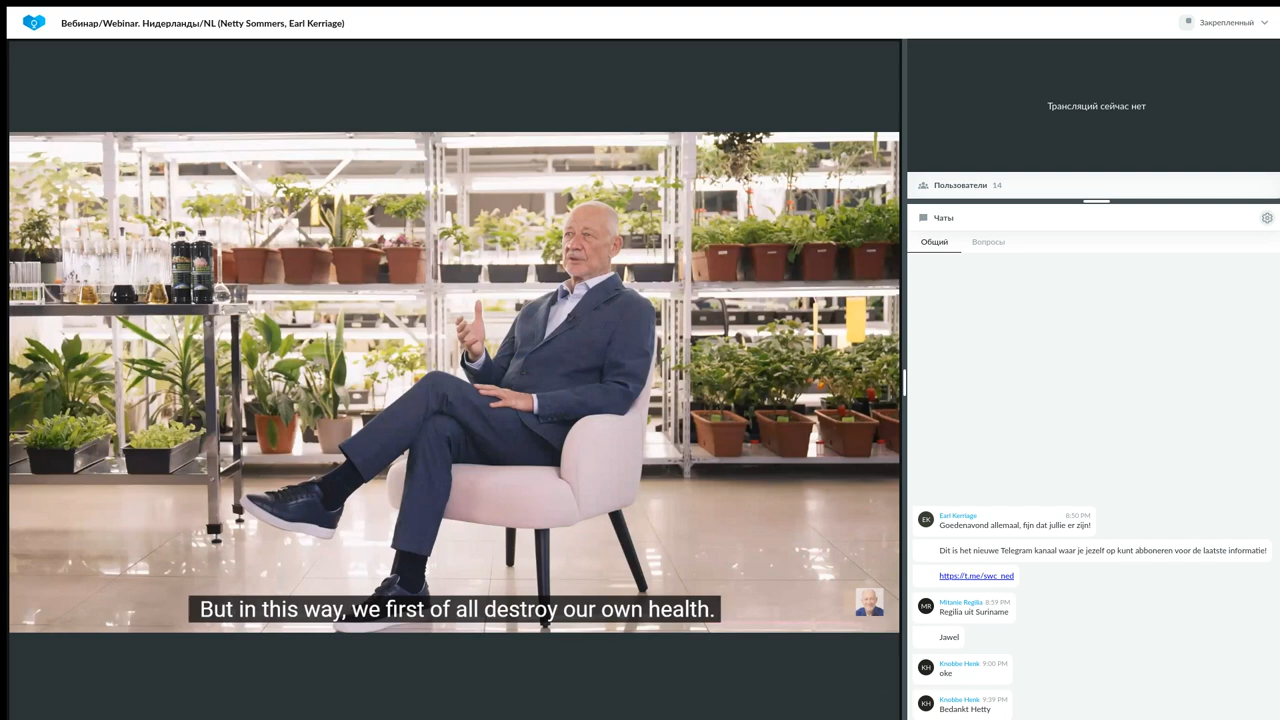 Вебинар/Webinar. Нидерланды/NL (Netty Sommers, Earl Kerriage)
Закрепленный
Трансляций сейчас нет
Пользователи 14
Чаты
Общий Вопросы
EK Earl Kerriage 8:50 PM
Goedenavond allemaal, fijn dat jullie er zijn!
Dit is het nieuwe Telegram kanaal waar je jezelf op kunt abboneren voor de laatste informatie!
https://t.me/swc_ned
MR Mitanie Regilia 8:59 PM
Regilia uit Suriname
Jawel
KH Knobbe Henk 9:00 PM
oke
KH Knobbe Henk 9:39 PM
Bedankt Hetty
But in this way, we first of all destroy our own health.